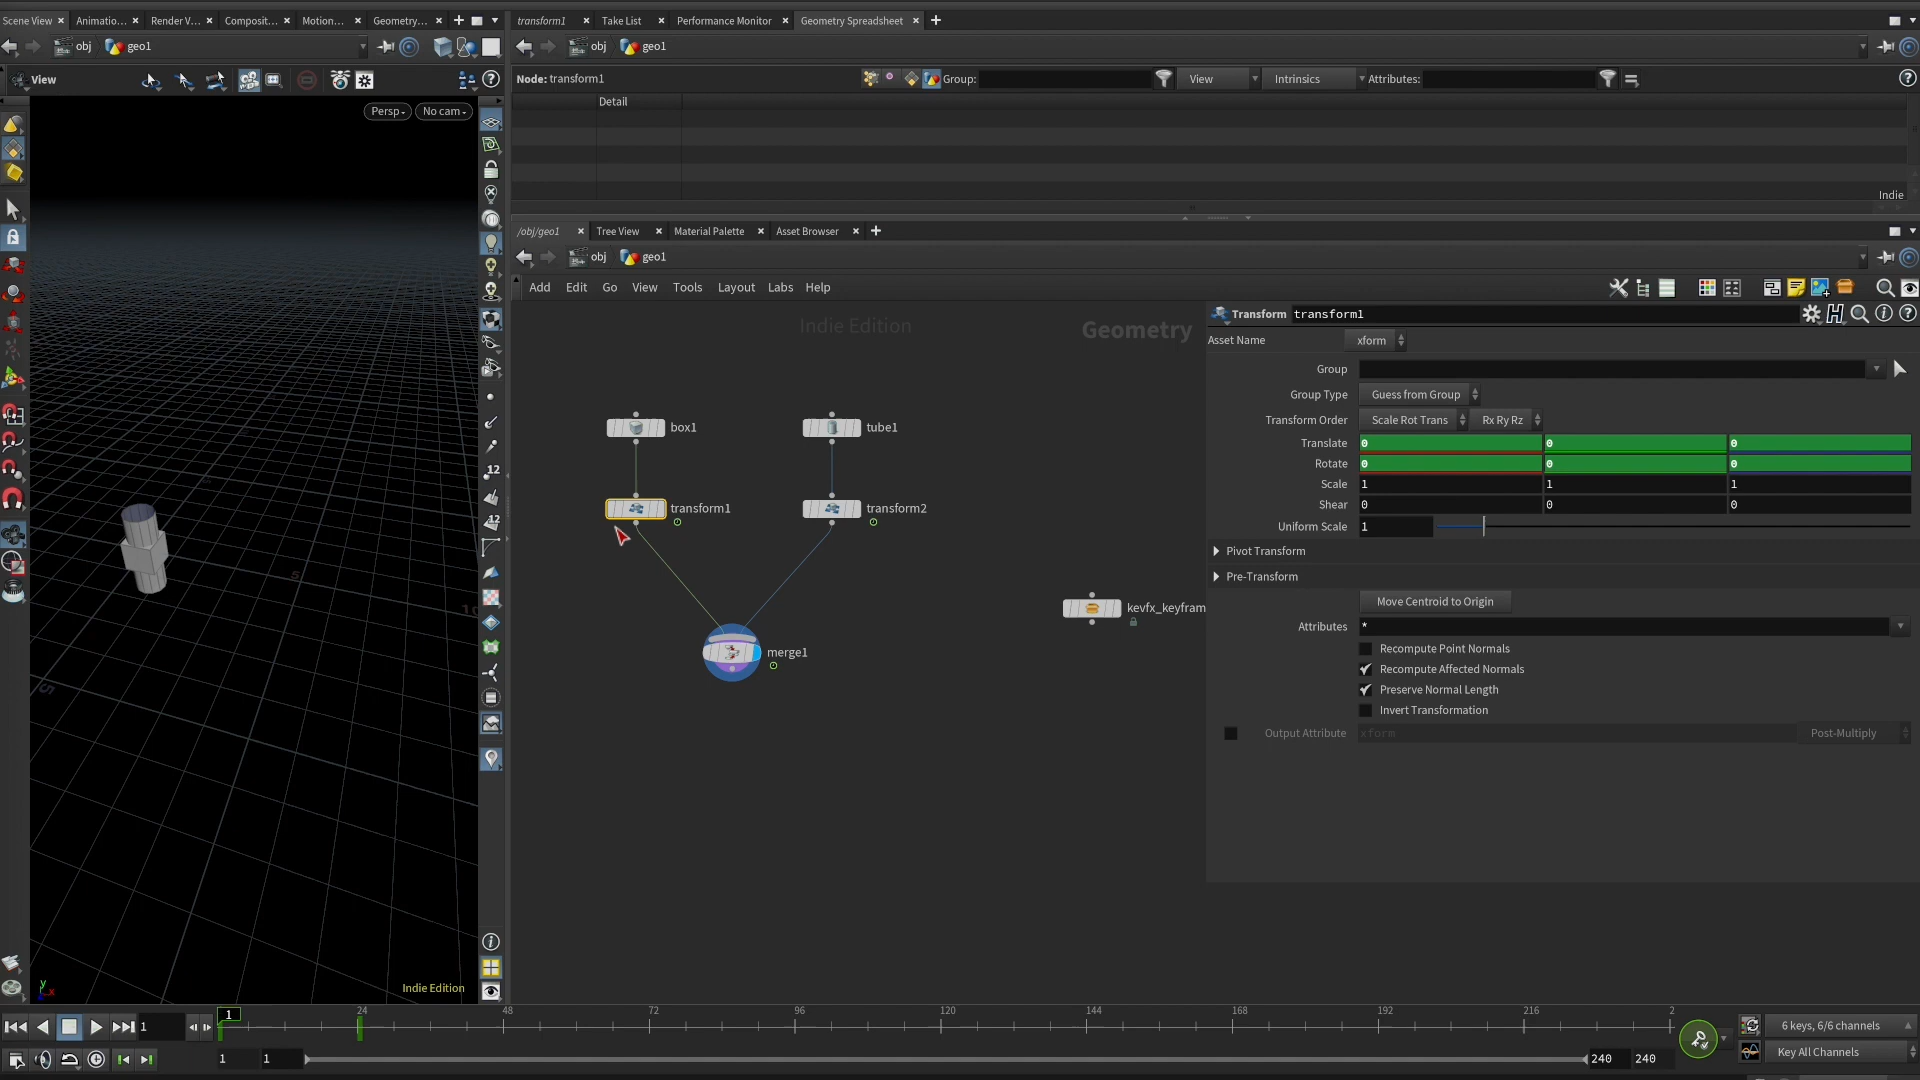 Scene View
Animatio...
Render V...
Composit...
Motion...
Geometry...
transform1
Take List
Performance Monitor
Geometry Spreadsheet
obj
geo1
obj
geo1
View
Node: transform1
Group:
View
Intrinsics
Attributes:
Detail
Persp
No cam
Indie
/obj/geo1
Tree View
Material Palette
Asset Browser
obj
geo1
Add
Edit
Go
View
Tools
Layout
Labs
Help
Indie Edition
Geometry
Transform
transform1
Asset Name
xform
Group
Group Type
Guess from Group
Transform Order
Scale Rot Trans
Rx Ry Rz
Translate
0
0
0
Rotate
0
0
0
Scale
1
1
1
Shear
0
0
0
Uniform Scale
1
Pivot Transform
Pre-Transform
Move Centroid to Origin
Attributes
*
Recompute Point Normals
Recompute Affected Normals
Preserve Normal Length
Invert Transformation
Output Attribute
xform
Post-Multiply
box1
tube1
transform1
transform2
merge1
kevfx_keyfram
12
12
5
5
10
y
x
Indie Edition
1
1
24
48
72
96
120
144
168
192
216
2
6 keys, 6/6 channels
1
1
240
240
Key All Channels